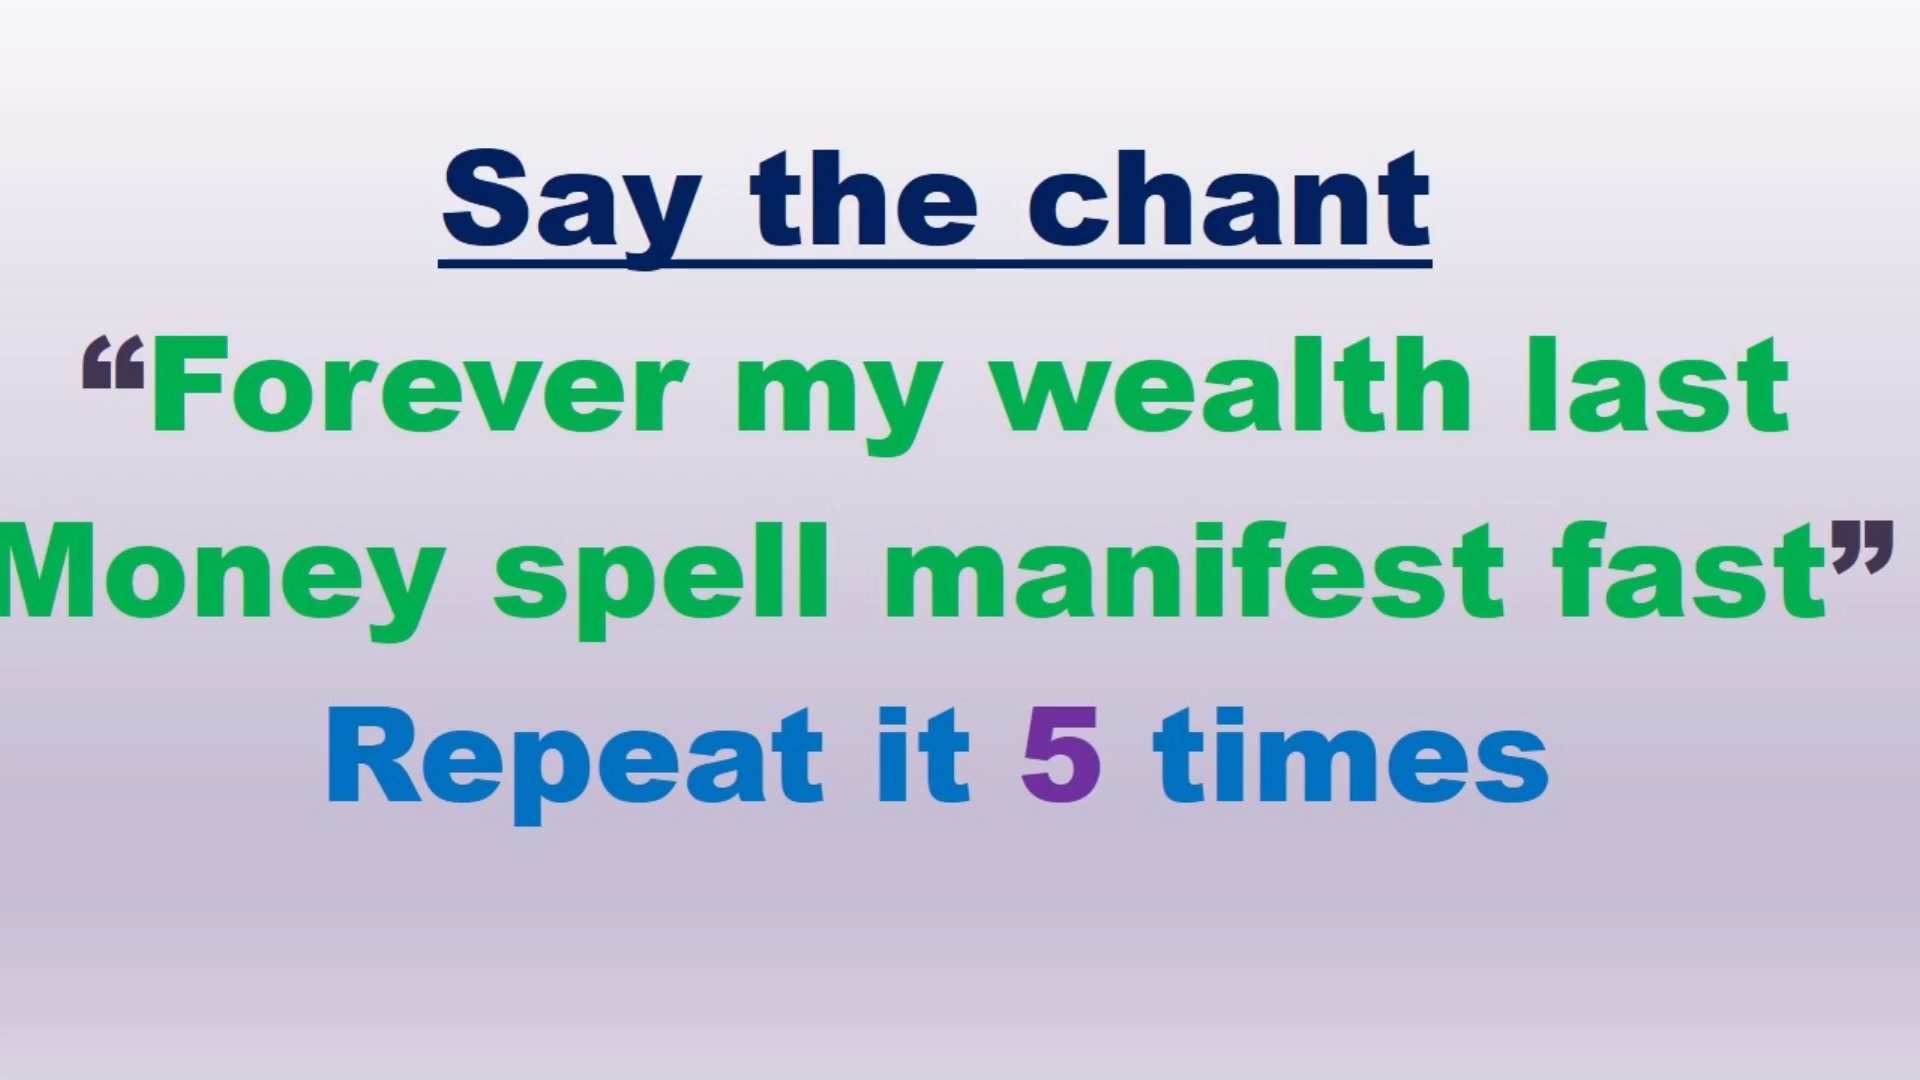 Say the chant
“Forever my wealth last
Money spell manifest fast”
Repeat it 5 times